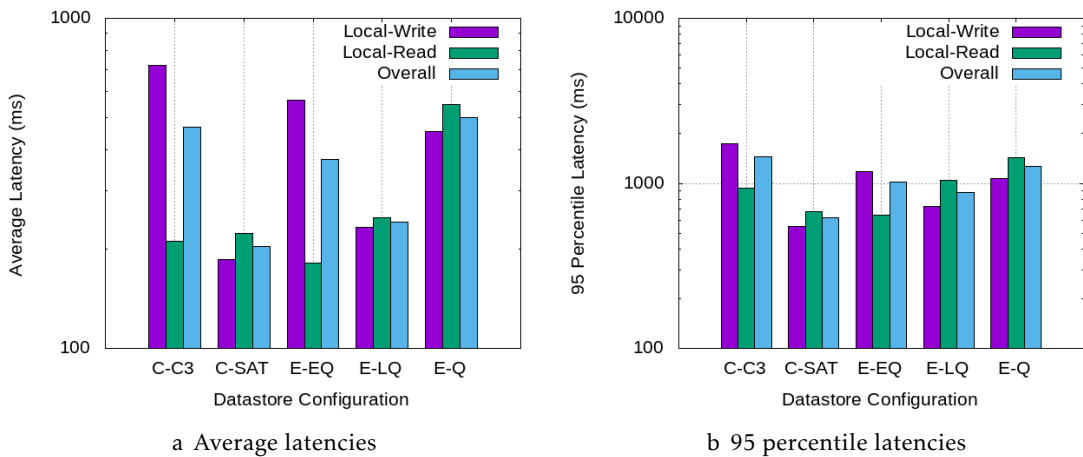 1000
Local-Write
Local-Read
Overall
Average Latency (ms)
100
C-C3 C-SAT E-EQ E-LQ E-Q
Datastore Configuration
a Average latencies
10000
Local-Write
Local-Read
Overall
95 Percentile Latency (ms)
1000
100
C-C3 C-SAT E-EQ E-LQ E-Q
Datastore Configuration
b 95 percentile latencies